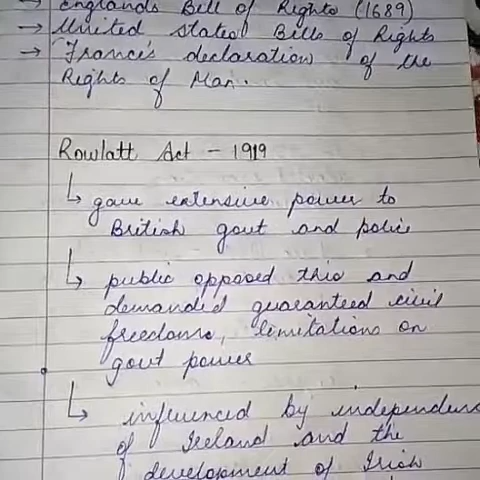 → Englands Bill of Rights (1689)
→ United States Bills of Rights
→ France's declaration of the
Rights of Man.
Rowlatt Act - 1919
↳ gave extensive power to
British govt and police
↳ public opposed this and
demanded guaranteed civil
freedoms, limitations on
govt power
↳ influenced by independen
of Ireland and the
development of Irish